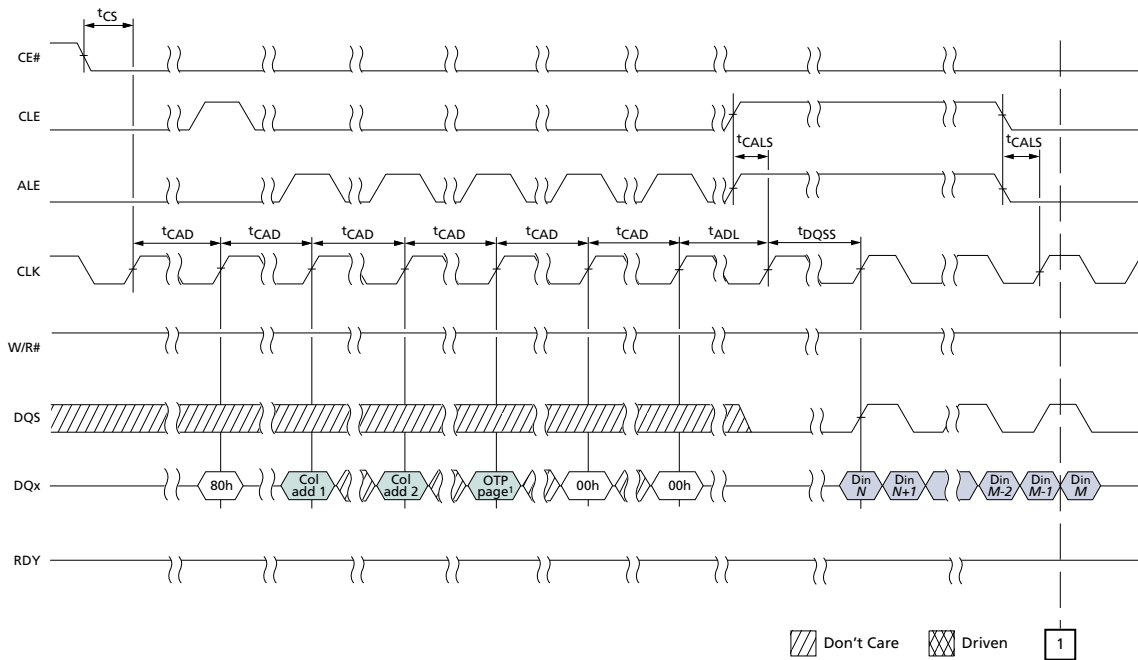 tCS
CE#
CLE
tCALS
tCALS
ALE
tCAD
tCAD
tCAD
tCAD
tCAD
tCAD
tADL
tDQSS
CLK
W/R#
DQS
DQx
80h
Col
add 1
Col
add 2
OTP
page¹
00h
00h
Din
N
Din
N+1
Din
M-2
Din
M-1
Din
M
RDY
Don't Care
Driven
1